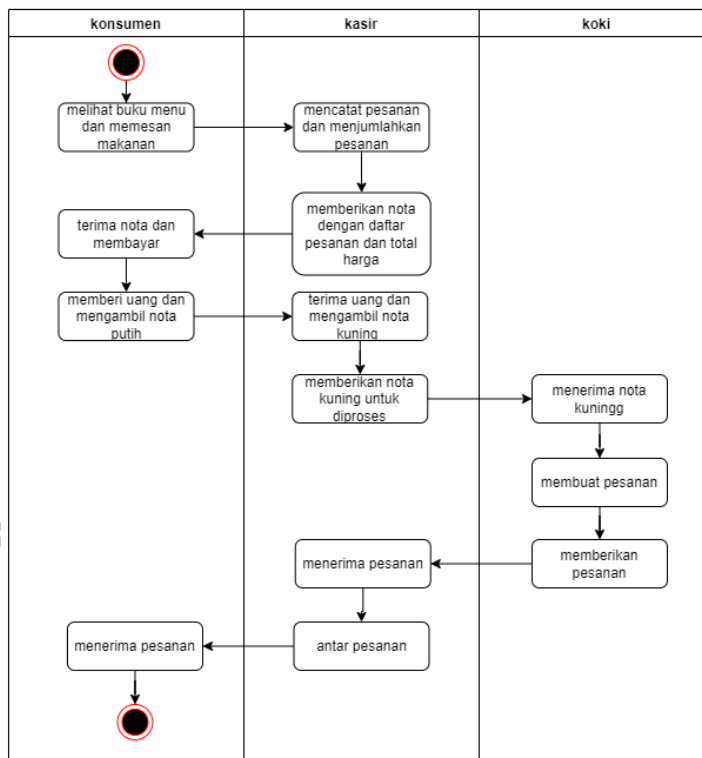 konsumen
kasir
koki
melihat buku menu
dan memesan
makanan
mencatat pesanan
dan menjumlahkan
pesanan
memberikan nota
dengan daftar
pesanan dan total
harga
terima nota dan
membayar
memberi uang dan
mengambil nota
putih
terima uang dan
mengambil nota
kuning
memberikan nota
kuning untuk
diproses
menerima nota
kuningg
membuat pesanan
memberikan
pesanan
menerima pesanan
antar pesanan
menerima pesanan